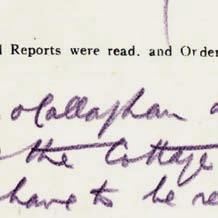 l Reports were read. and Order
O'Callaghan a
the Cottage
have to be re